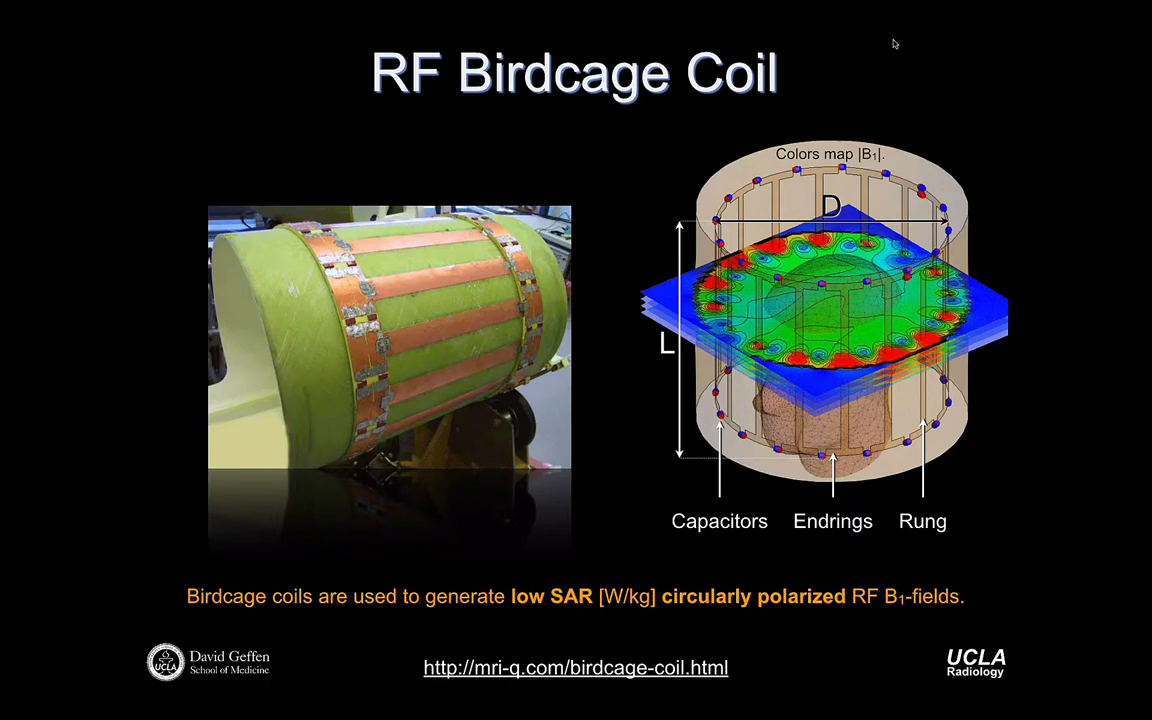 RF Birdcage Coil
Colors map |B₁|.
D
L
Capacitors
Endrings
Rung
Birdcage coils are used to generate low SAR [W/kg] circularly polarized RF B₁-fields.
UCLA
David Geffen
School of Medicine
http://mri-q.com/birdcage-coil.html
UCLA
Radiology